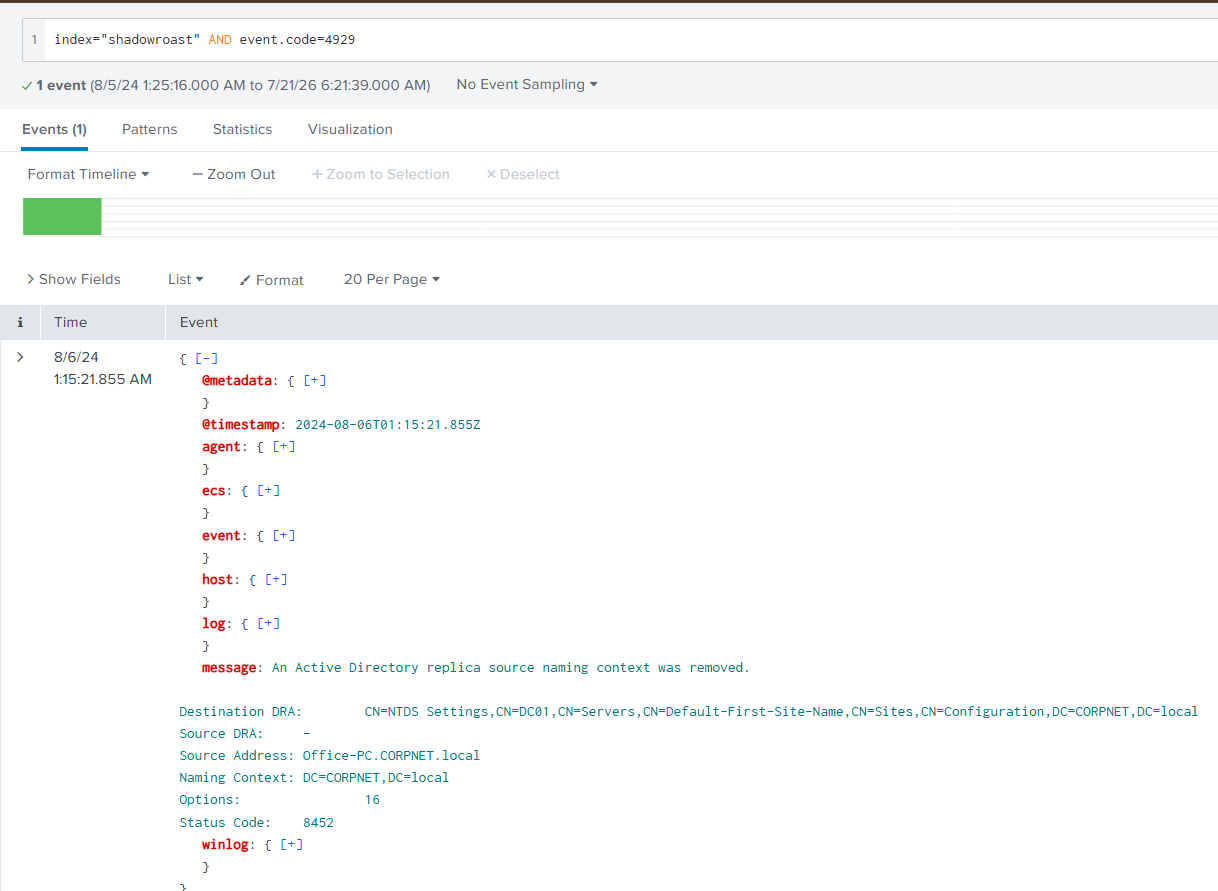 1 index="shadowroast" AND event.code=4929
✓ 1 event (8/5/24 1:25:16.000 AM to 7/21/26 6:21:39.000 AM) No Event Sampling
Events (1) Patterns Statistics Visualization
Format Timeline — Zoom Out + Zoom to Selection × Deselect
> Show Fields List Format 20 Per Page
i Time Event
> 8/6/24 { [-]
1:15:21.855 AM @metadata: { [+]
}
@timestamp: 2024-08-06T01:15:21.855Z
agent: { [+]
}
ecs: { [+]
}
event: { [+]
}
host: { [+]
}
log: { [+]
}
message: An Active Directory replica source naming context was removed.
Destination DRA: CN=NTDS Settings,CN=DC01,CN=Servers,CN=Default-First-Site-Name,CN=Sites,CN=Configuration,DC=CORPNET,DC=local
Source DRA: -
Source Address: Office-PC.CORPNET.local
Naming Context: DC=CORPNET,DC=local
Options: 16
Status Code: 8452
winlog: { [+]
}
}